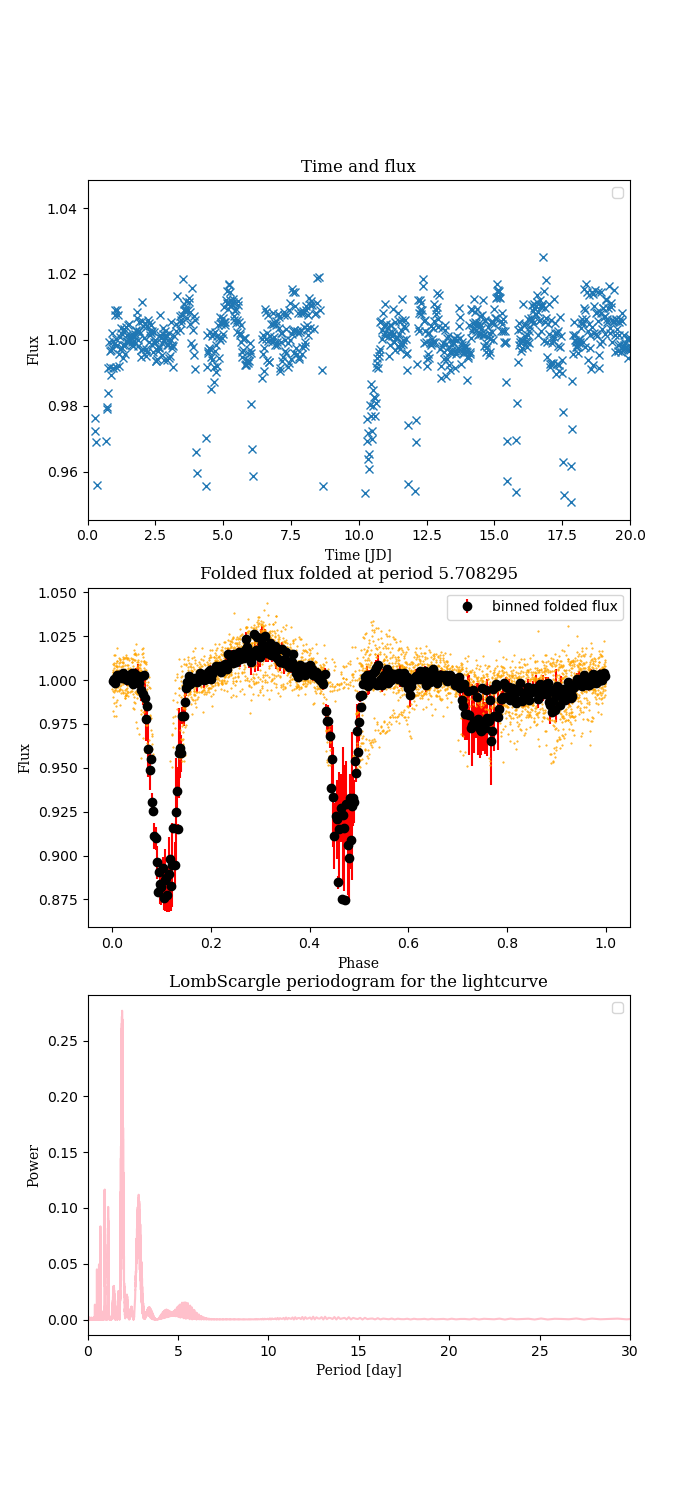 Time and flux
1.04
1.02
1.00
0.98
0.96
Flux
0.0 2.5 5.0 7.5 10.0 12.5 15.0 17.5 20.0
Time [JD]
Folded flux folded at period 5.708295
binned folded flux
1.050
1.025
1.000
0.975
0.950
0.925
0.900
0.875
Flux
0.0 0.2 0.4 0.6 0.8 1.0
Phase
LombScargle periodogram for the lightcurve
0.25
0.20
0.15
0.10
0.05
0.00
Power
0 5 10 15 20 25 30
Period [day]